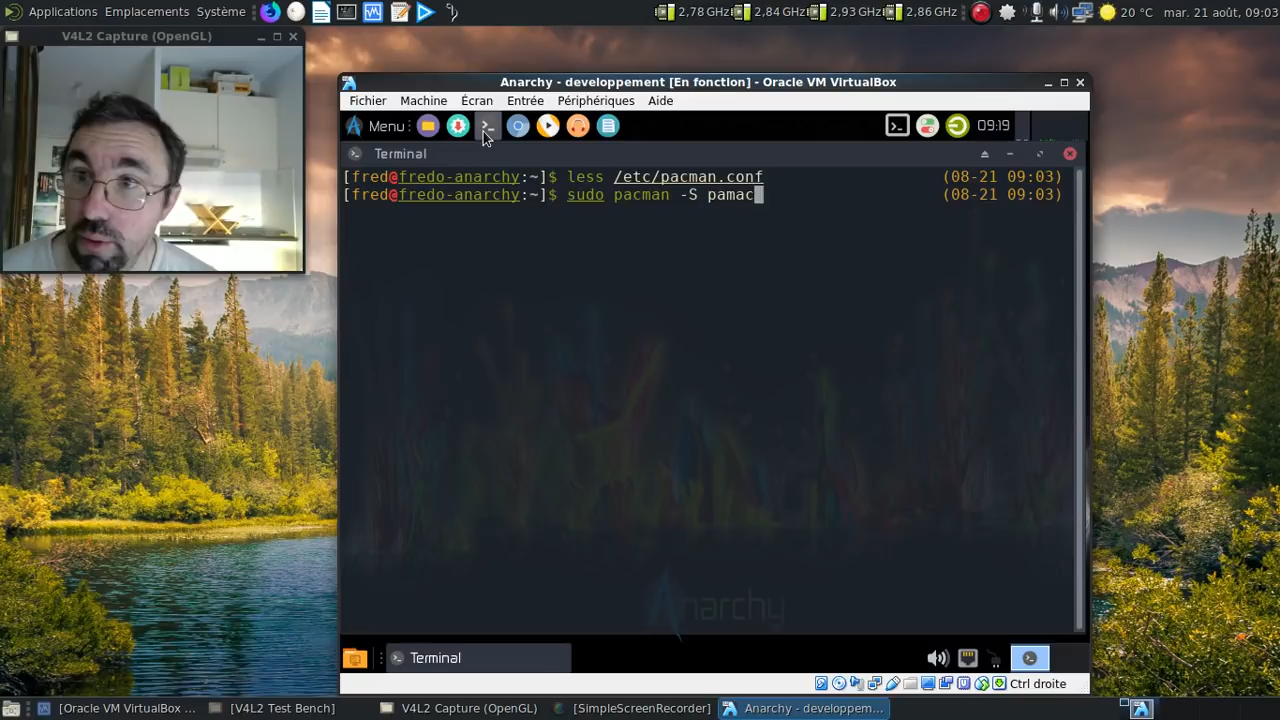 Applications Emplacements Système
2,78 GHz 2,84 GHz 2,93 GHz 2,86 GHz 20 °C mar. 21 août, 09:03
V4L2 Capture (OpenGL)
Anarchy - developpement [En fonction] - Oracle VM VirtualBox
Fichier Machine Écran Entrée Périphériques Aide
Menu 09:19
Terminal
[fred@fredo-anarchy:~]$ less /etc/pacman.conf (08-21 09:03)
[fred@fredo-anarchy:~]$ sudo pacman -S pamac (08-21 09:03)
Anarchy
Terminal
Ctrl droite
[Oracle VM VirtualBox ... [V4L2 Test Bench] V4L2 Capture (OpenGL) [SimpleScreenRecorder] Anarchy - developpem...